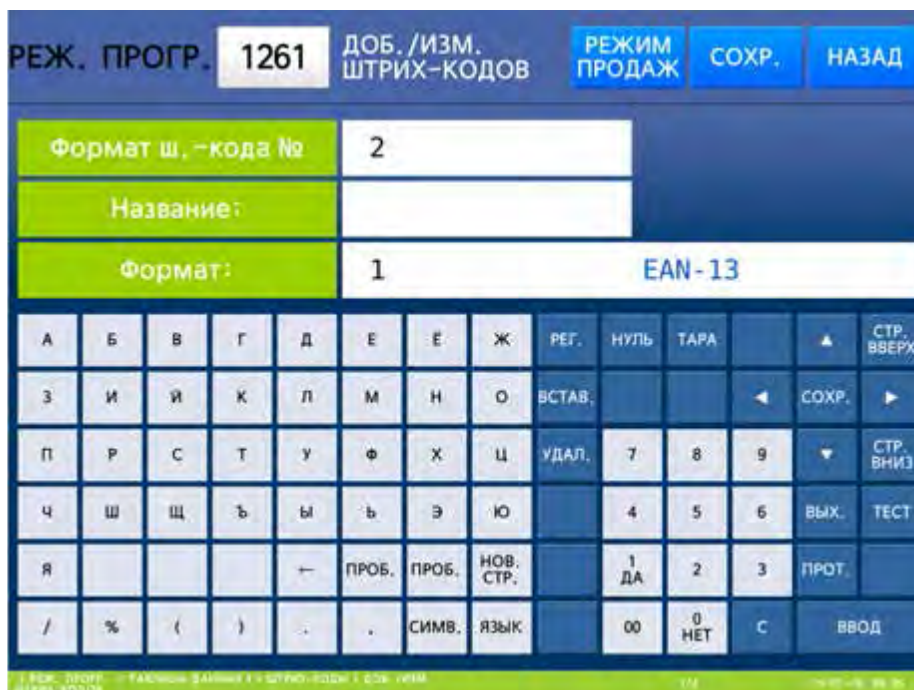 РЕЖ. ПРОГР. 1261 ДОБ./ИЗМ. ШТРИХ-КОДОВ РЕЖИМ ПРОДАЖ СОХР. НАЗАД
Формат ш.-кода № 2
Название:
Формат: 1 EAN-13
А Б В Г Д Е Ё Ж РЕГ. НУЛЬ ТАРА ▲ СТР. ВВЕРХ
З И Й К Л М Н О ВСТАВ. ◀ СОХР. ▶
П Р С Т У Ф Х Ц УДАЛ. 7 8 9 ▼ СТР. ВНИЗ
Ч Ш Щ Ъ Ы Ь Э Ю 4 5 6 ВЫХ. ТЕСТ
Я ← ПРОБ. ПРОБ. НОВ. СТР. 1 ДА 2 3 ПРОТ.
/ % ( ) . , СИМВ. ЯЗЫК 00 0 НЕТ С ВВОД